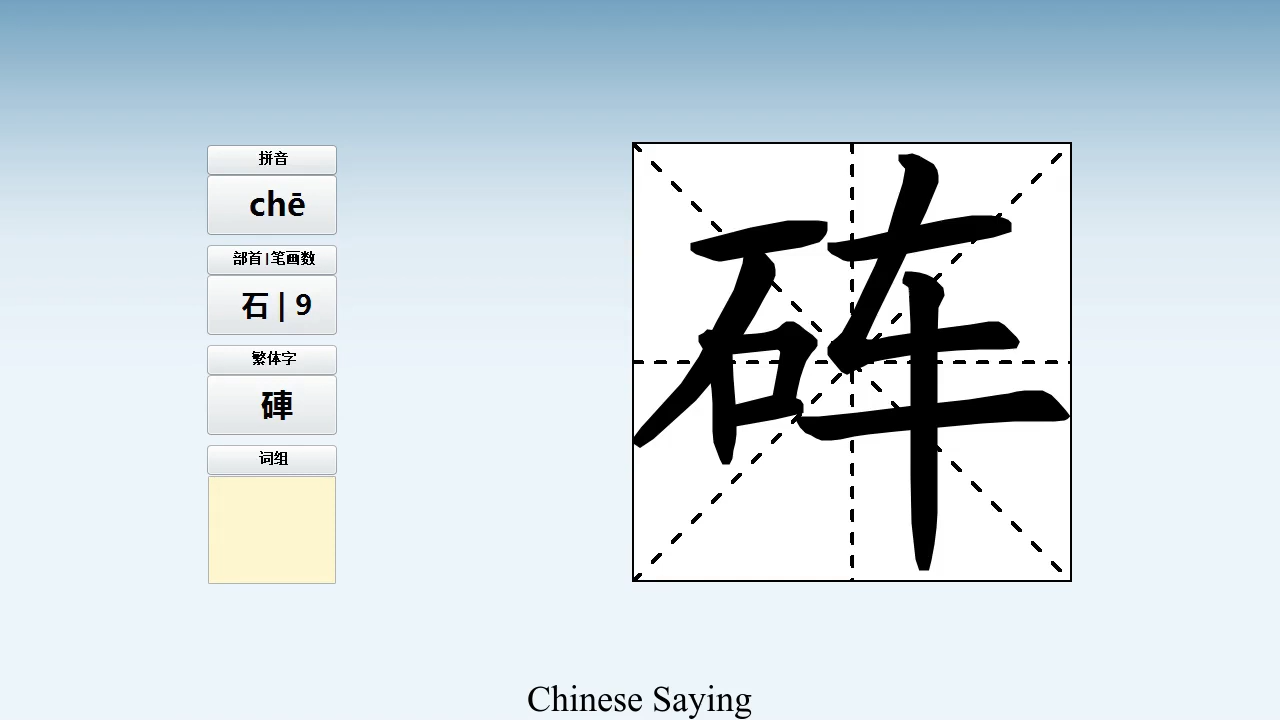 拼音
chē
部首|笔画数
石 | 9
繁体字
硨
词组
砗
Chinese Saying